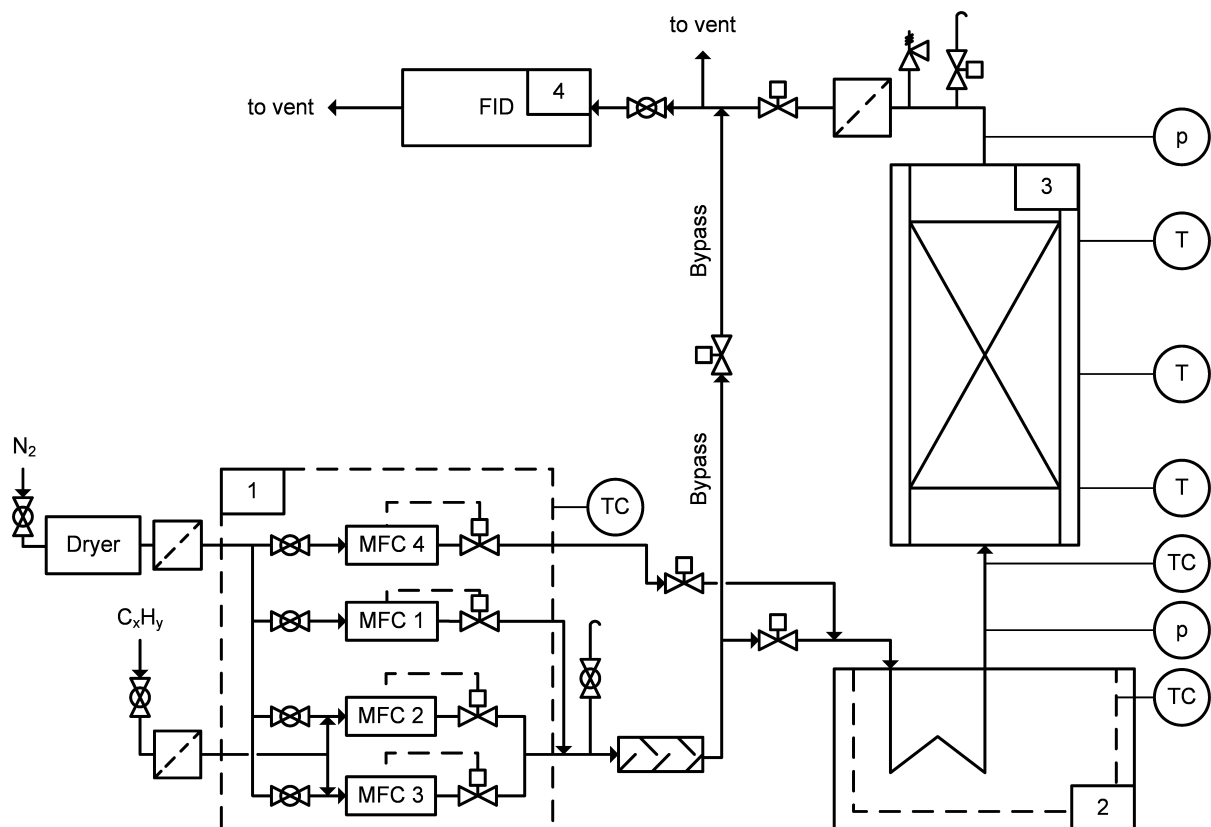 to vent
to vent
FID
4
p
3
T
Bypass
T
N₂
1
TC
Bypass
T
Dryer
MFC 4
TC
CₓHᵧ
MFC 1
p
MFC 2
TC
MFC 3
2